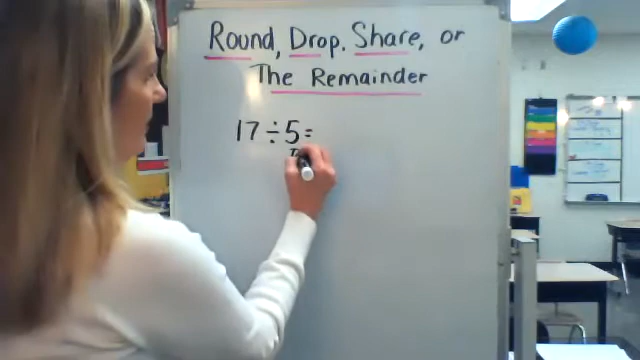 Round, Drop, Share, or
The Remainder
17÷5=